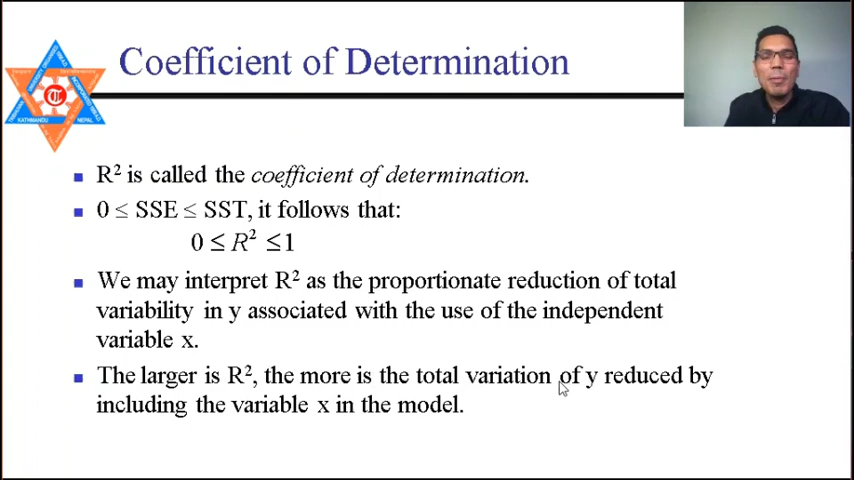 Coefficient of Determination
KATHMANDU
NEPAL
R² is called the coefficient of determination.
0 ≤ SSE ≤ SST, it follows that:
0 ≤ R² ≤ 1
We may interpret R² as the proportionate reduction of total
variability in y associated with the use of the independent
variable x.
The larger is R², the more is the total variation of y reduced by
including the variable x in the model.